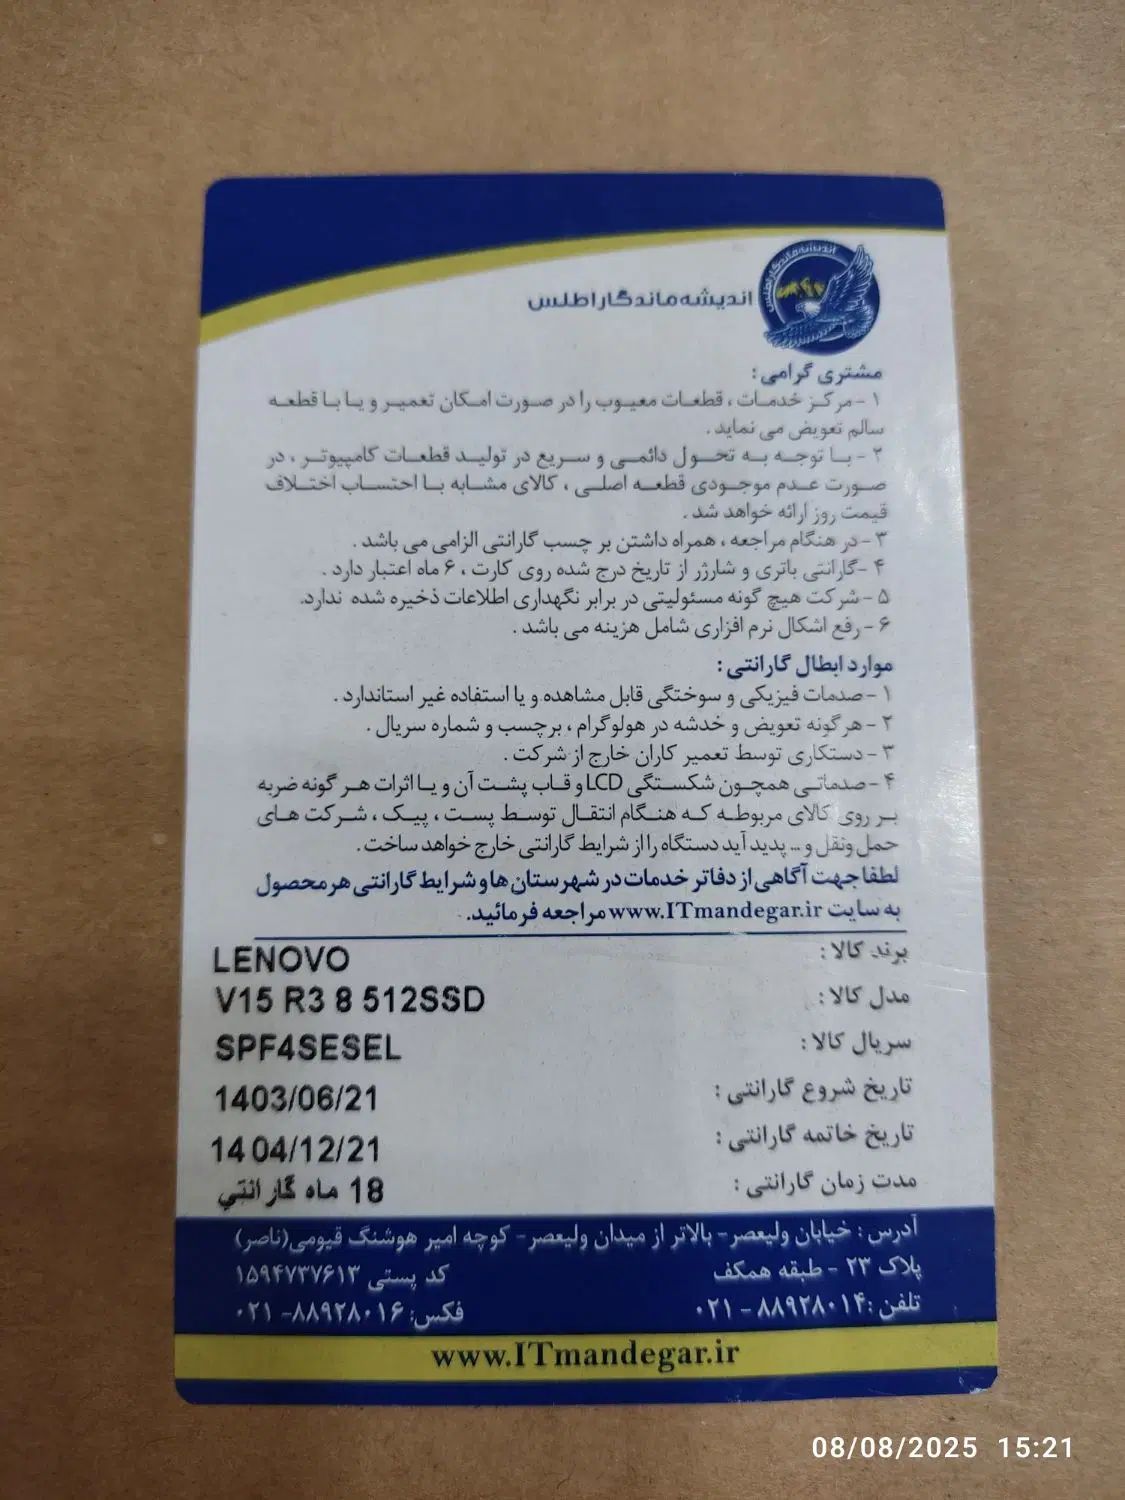 اندیشه ماندگار اطلس
اندیشه ماندگار اطلس
مشتری گرامی :
۱ - مرکز خدمات ، قطعات معیوب را در صورت امکان تعمیر و یا با قطعه
سالم تعویض می نماید .
۲ - با توجه به تحول دائمی و سریع در تولید قطعات کامپیوتر ، در
صورت عدم موجودی قطعه اصلی ، کالای مشابه با احتساب اختلاف
قیمت روز ارائه خواهد شد .
۳ - در هنگام مراجعه ، همراه داشتن بر چسب گارانتی الزامی می باشد .
۴ -گارانتی باتری و شارژر از تاریخ درج شده روی کارت ، ۶ ماه اعتبار دارد .
۵ - شرکت هیچ گونه مسئولیتی در برابر نگهداری اطلاعات ذخیره شده ندارد.
۶ - رفع اشکال نرم افزاری شامل هزینه می باشد .
موارد ابطال گارانتی :
۱ - صدمات فیزیکی و سوختگی قابل مشاهده و یا استفاده غیر استاندارد .
۲ - هر گونه تعویض و خدشه در هولوگرام ، برچسب و شماره سریال .
۳ - دستکاری توسط تعمیر کاران خارج از شرکت .
۴ - صدماتی همچون شکستگی LCD و قاب پشت آن و یا اثرات هر گونه ضربه
بر روی کالای مربوطه که هنگام انتقال توسط پست ، پیک ، شرکت های
حمل ونقل و ... پدید آید دستگاه را از شرایط گارانتی خارج خواهد ساخت .
لطفا جهت آگاهی از دفاتر خدمات در شهرستان ها و شرایط گارانتی هر محصول
به سایت www.ITmandegar.ir مراجعه فرمائید.
برند کالا : LENOVO
مدل کالا : V15 R3 8 512SSD
سریال کالا : SPF4SESEL
تاریخ شروع گارانتی : 1403/06/21
تاریخ خاتمه گارانتی : 1404/12/21
مدت زمان گارانتی : 18 ماه گارانتي
آدرس : خیابان ولیعصر - بالاتر از میدان ولیعصر - کوچه امیر هوشنگ قیومی(ناصر)
پلاک ۲۳ - طبقه همکف کد پستی ۱۵۹۴۷۳۷۶۱۳
تلفن : ۸۸۹۲۸۰۱۴ - ۰۲۱ فکس: ۸۸۹۲۸۰۱۶ - ۰۲۱
www.ITmandegar.ir
08/08/2025 15:21